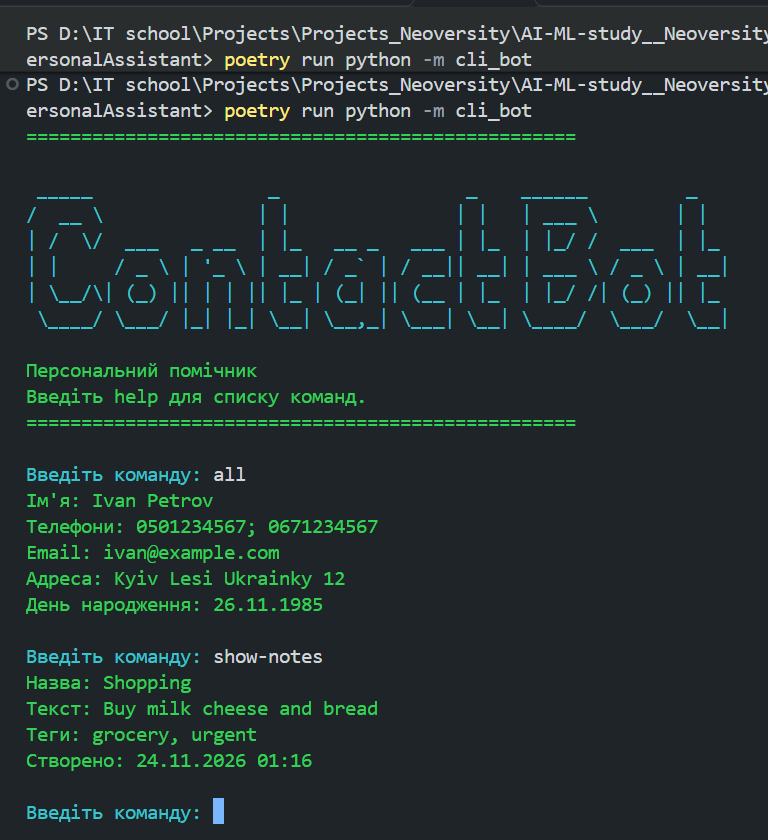 PS D:\IT school\Projects\Projects_Neoversity\AI-ML-study__Neoversity
ersonalAssistant> poetry run python -m cli_bot
PS D:\IT school\Projects\Projects_Neoversity\AI-ML-study__Neoversity
ersonalAssistant> poetry run python -m cli_bot
==================================================
ContactBot
Персональний помічник
Введіть help для списку команд.
==================================================
Введіть команду: all
Ім'я: Ivan Petrov
Телефони: 0501234567; 0671234567
Email: ivan@example.com
Адреса: Kyiv Lesi Ukrainky 12
День народження: 26.11.1985
Введіть команду: show-notes
Назва: Shopping
Текст: Buy milk cheese and bread
Теги: grocery, urgent
Створено: 24.11.2026 01:16
Введіть команду: